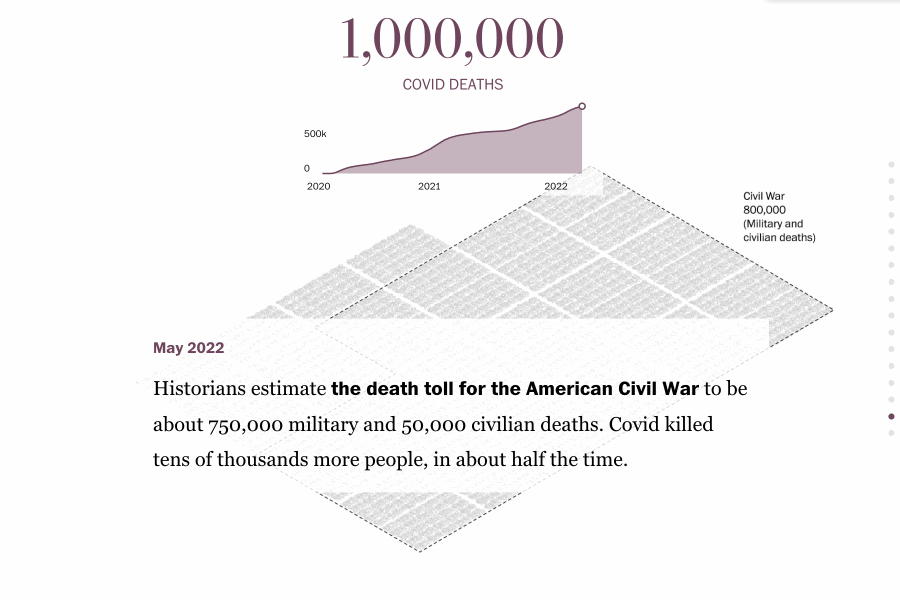 1,000,000
COVID DEATHS
500k
0
2020 2021 2022
Civil War
800,000
(Military and
civilian deaths)
May 2022
Historians estimate the death toll for the American Civil War to be
about 750,000 military and 50,000 civilian deaths. Covid killed
tens of thousands more people, in about half the time.